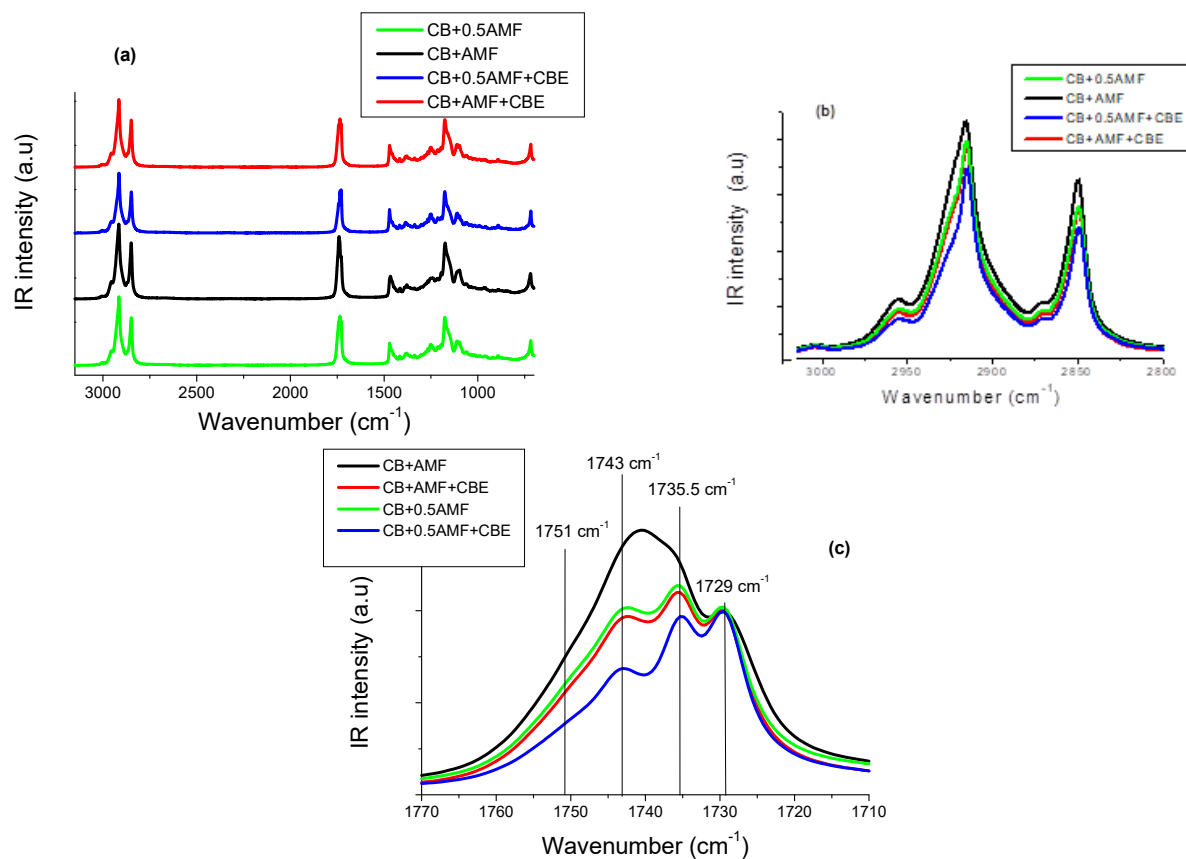 (a)
CB+0.5AMF
CB+AMF
CB+0.5AMF+CBE
CB+AMF+CBE
IR intensity (a.u)
3000 2500 2000 1500 1000
Wavenumber (cm⁻¹)
(b)
CB+0.5AMF
CB+AMF
CB+0.5AMF+CBE
CB+AMF+CBE
IR intensity (a.u)
3000 2950 2900 2850 2800
Wavenumber (cm⁻¹)
CB+AMF
CB+AMF+CBE
CB+0.5AMF
CB+0.5AMF+CBE
1743 cm⁻¹
1735.5 cm⁻¹
1751 cm⁻¹
(c)
1729 cm⁻¹
IR intensity (a.u)
1770 1760 1750 1740 1730 1720 1710
Wavenumber (cm⁻¹)